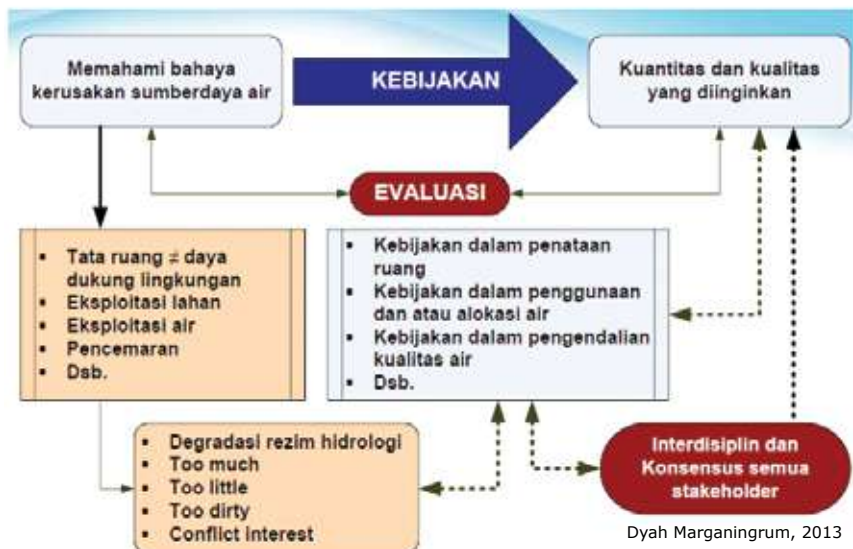 Memahami bahaya
kerusakan sumberdaya air
KEBIJAKAN
Kuantitas dan kualitas
yang diinginkan
EVALUASI
▪ Tata ruang ≠ daya
dukung lingkungan
▪ Eksploitasi lahan
▪ Eksploitasi air
▪ Pencemaran
▪ Dsb.
▪ Kebijakan dalam penataan
ruang
▪ Kebijakan dalam penggunaan
dan atau alokasi air
▪ Kebijakan dalam pengendalian
kualitas air
▪ Dsb.
▪ Degradasi rezim hidrologi
▪ Too much
▪ Too little
▪ Too dirty
▪ Conflict interest
Interdisiplin dan
Konsensus semua
stakeholder
Dyah Marganingrum, 2013